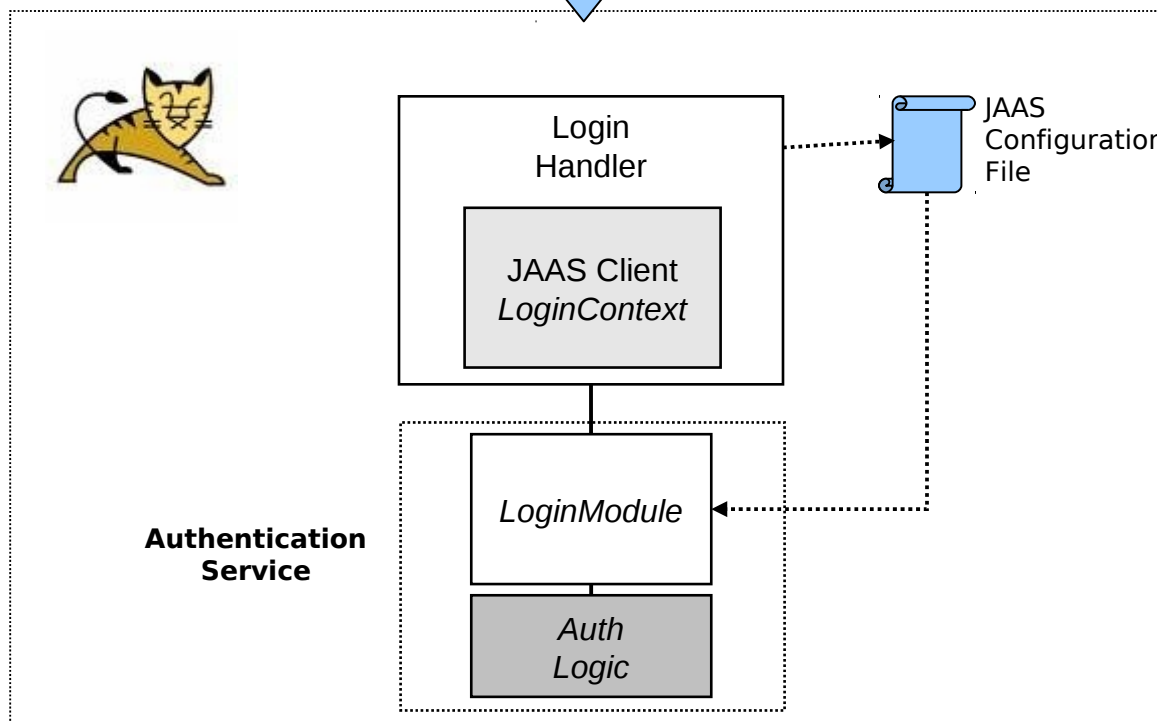 Login
Handler
JAAS Client
LoginContext
JAAS
Configuration
File
LoginModule
Authentication
Service
Auth
Logic